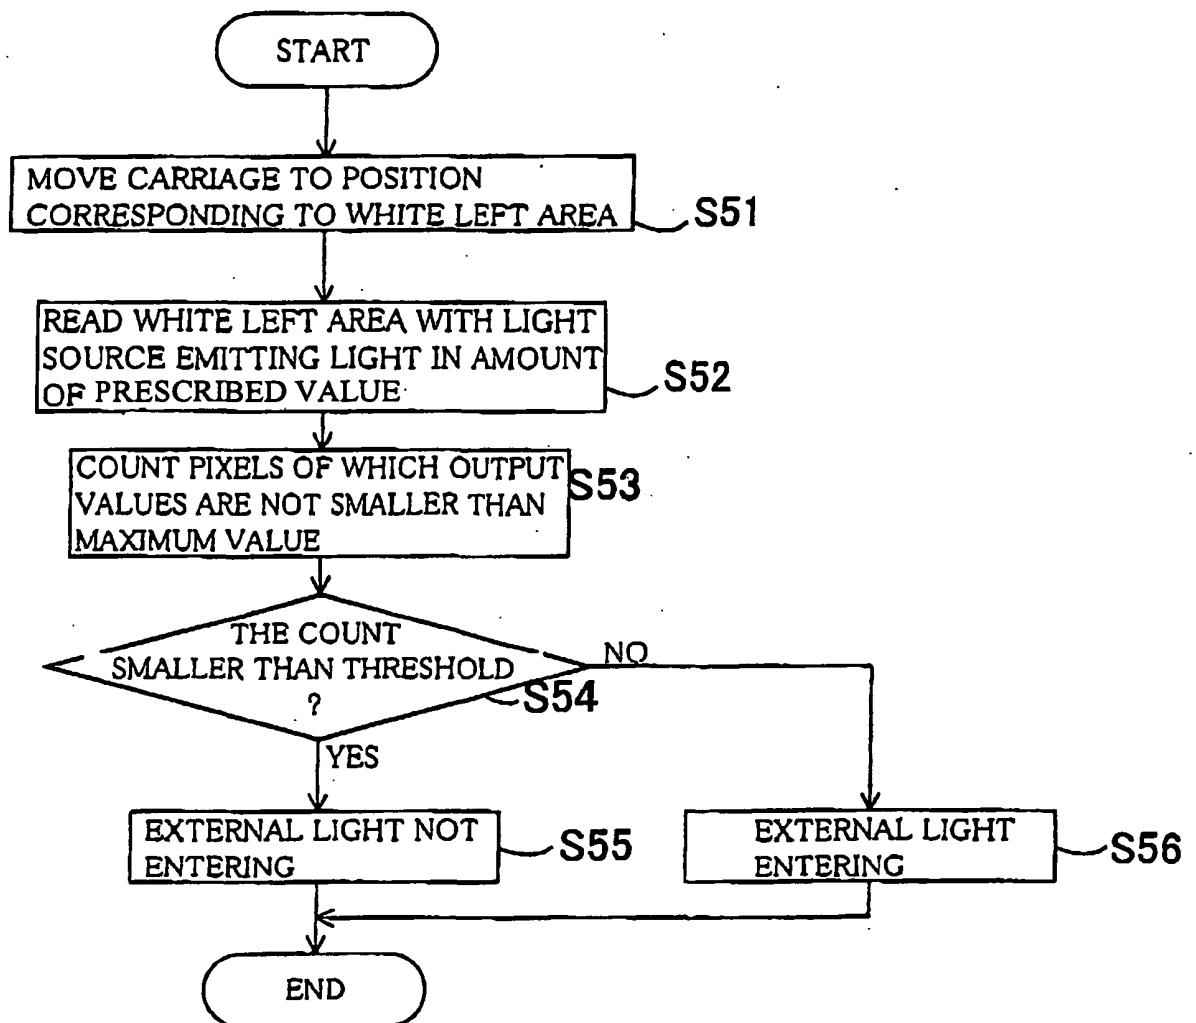 START
MOVE CARRIAGE TO POSITION
CORRESPONDING TO WHITE LEFT AREA
S51
READ WHITE LEFT AREA WITH LIGHT
SOURCE EMITTING LIGHT IN AMOUNT
OF PRESCRIBED VALUE
S52
COUNT PIXELS OF WHICH OUTPUT
VALUES ARE NOT SMALLER THAN
MAXIMUM VALUE
S53
THE COUNT
SMALLER THAN THRESHOLD
?
S54
NO
YES
EXTERNAL LIGHT NOT
ENTERING
S55
EXTERNAL LIGHT
ENTERING
S56
END